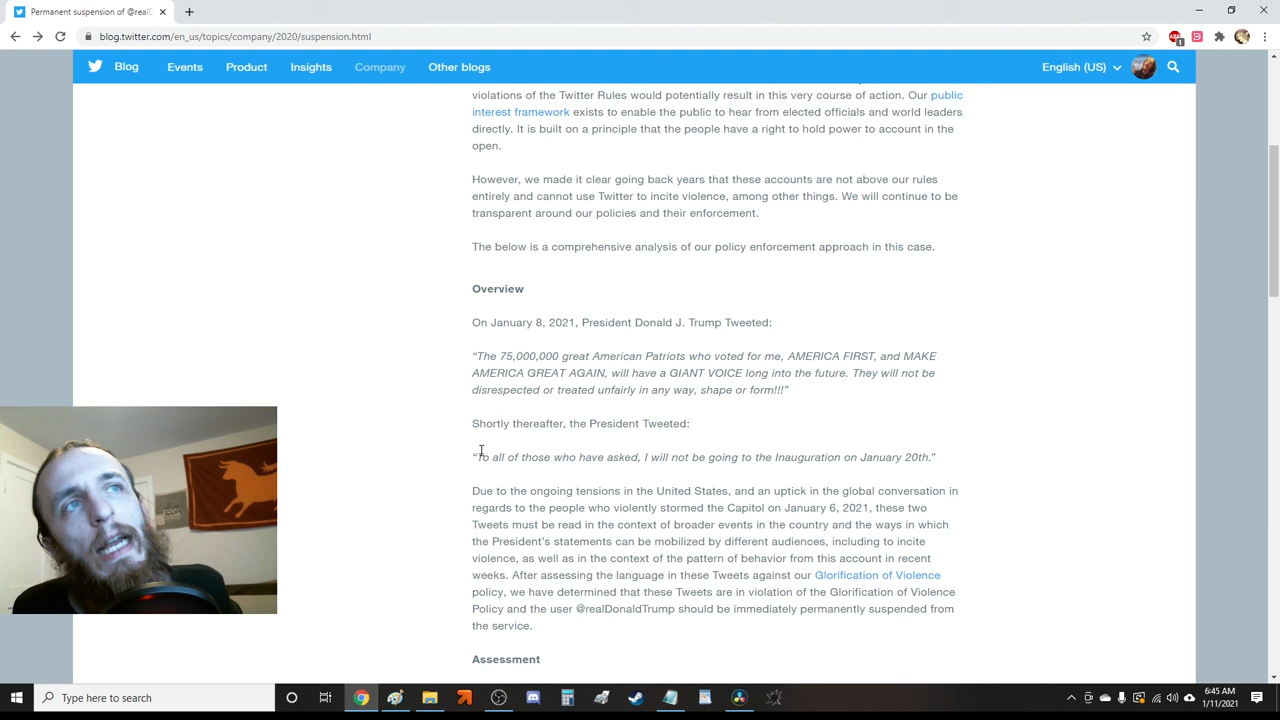 Permanent suspension of @realD
blog.twitter.com/en_us/topics/company/2020/suspension.html
Blog Events Product Insights Company Other blogs English (US)
violations of the Twitter Rules would potentially result in this very course of action. Our public
interest framework exists to enable the public to hear from elected officials and world leaders
directly. It is built on a principle that the people have a right to hold power to account in the
open.
However, we made it clear going back years that these accounts are not above our rules
entirely and cannot use Twitter to incite violence, among other things. We will continue to be
transparent around our policies and their enforcement.
The below is a comprehensive analysis of our policy enforcement approach in this case.
Overview
On January 8, 2021, President Donald J. Trump Tweeted:
“The 75,000,000 great American Patriots who voted for me, AMERICA FIRST, and MAKE
AMERICA GREAT AGAIN, will have a GIANT VOICE long into the future. They will not be
disrespected or treated unfairly in any way, shape or form!!!”
Shortly thereafter, the President Tweeted:
“To all of those who have asked, I will not be going to the Inauguration on January 20th.”
Due to the ongoing tensions in the United States, and an uptick in the global conversation in
regards to the people who violently stormed the Capitol on January 6, 2021, these two
Tweets must be read in the context of broader events in the country and the ways in which
the President’s statements can be mobilized by different audiences, including to incite
violence, as well as in the context of the pattern of behavior from this account in recent
weeks. After assessing the language in these Tweets against our Glorification of Violence
policy, we have determined that these Tweets are in violation of the Glorification of Violence
Policy and the user @realDonaldTrump should be immediately permanently suspended from
the service.
Assessment
Type here to search
6:45 AM
1/11/2021